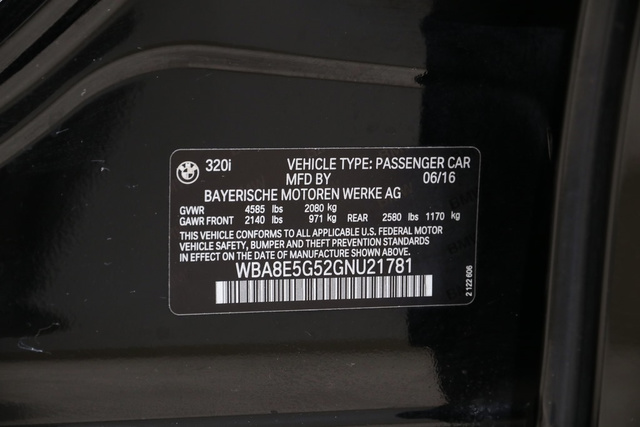 320i VEHICLE TYPE: PASSENGER CAR
MFD BY 06/16
BAYERISCHE MOTOREN WERKE AG
GVWR 4585 lbs 2080 kg
GAWR FRONT 2140 lbs 971 kg REAR 2580 lbs 1170 kg
THIS VEHICLE CONFORMS TO ALL APPLICABLE U.S. FEDERAL MOTOR
VEHICLE SAFETY, BUMPER AND THEFT PREVENTION STANDARDS
IN EFFECT ON THE DATE OF MANUFACTURE SHOWN ABOVE.
WBA8E5G52GNU21781
2 122 606